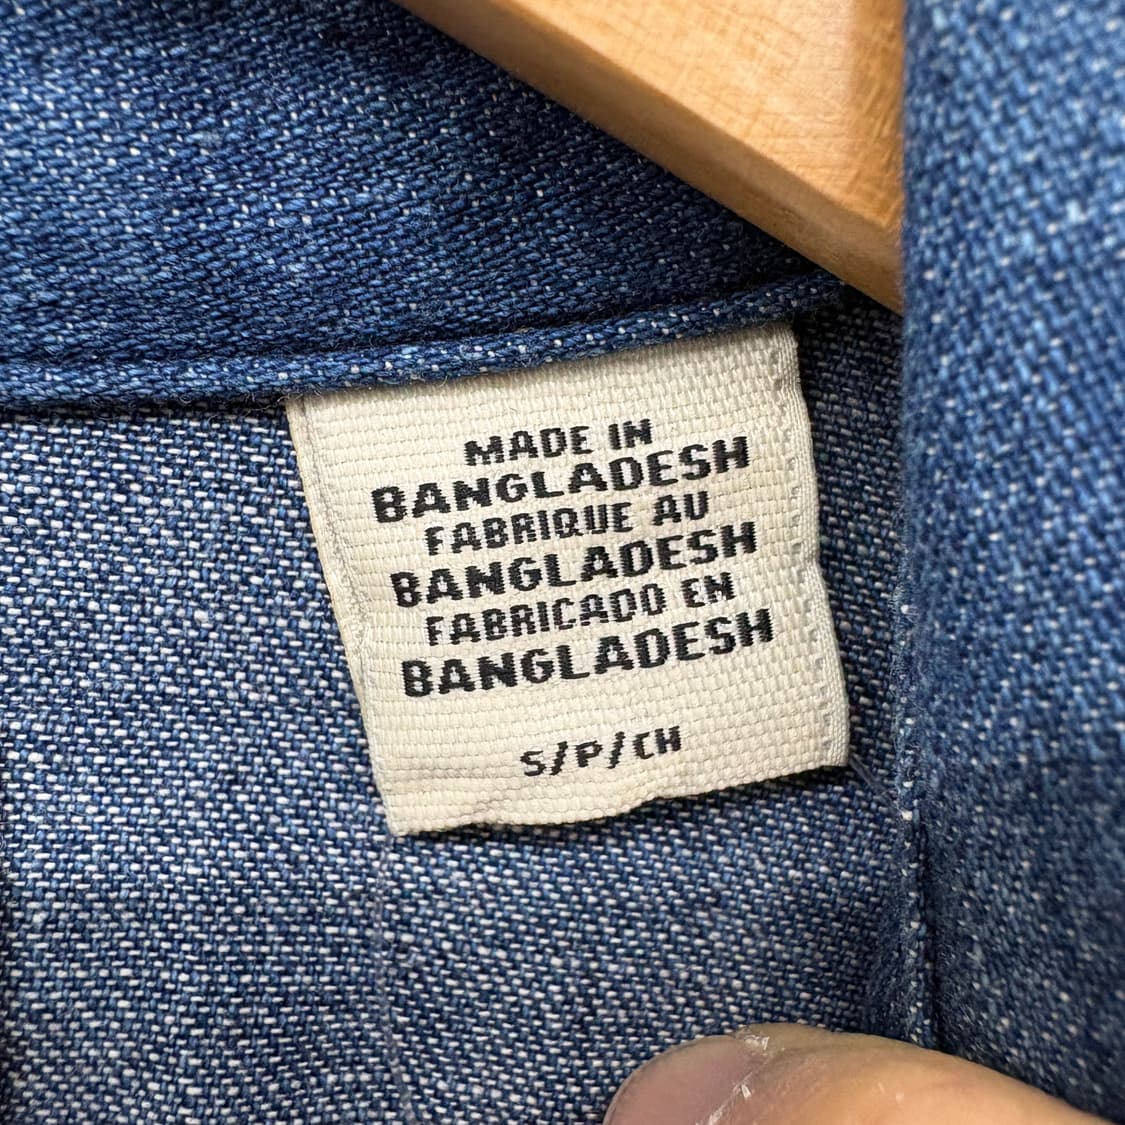 MADE IN
BANGLADESH
FABRIQUE AU
BANGLADESH
FABRICADO EN
BANGLADESH
S/P/CH